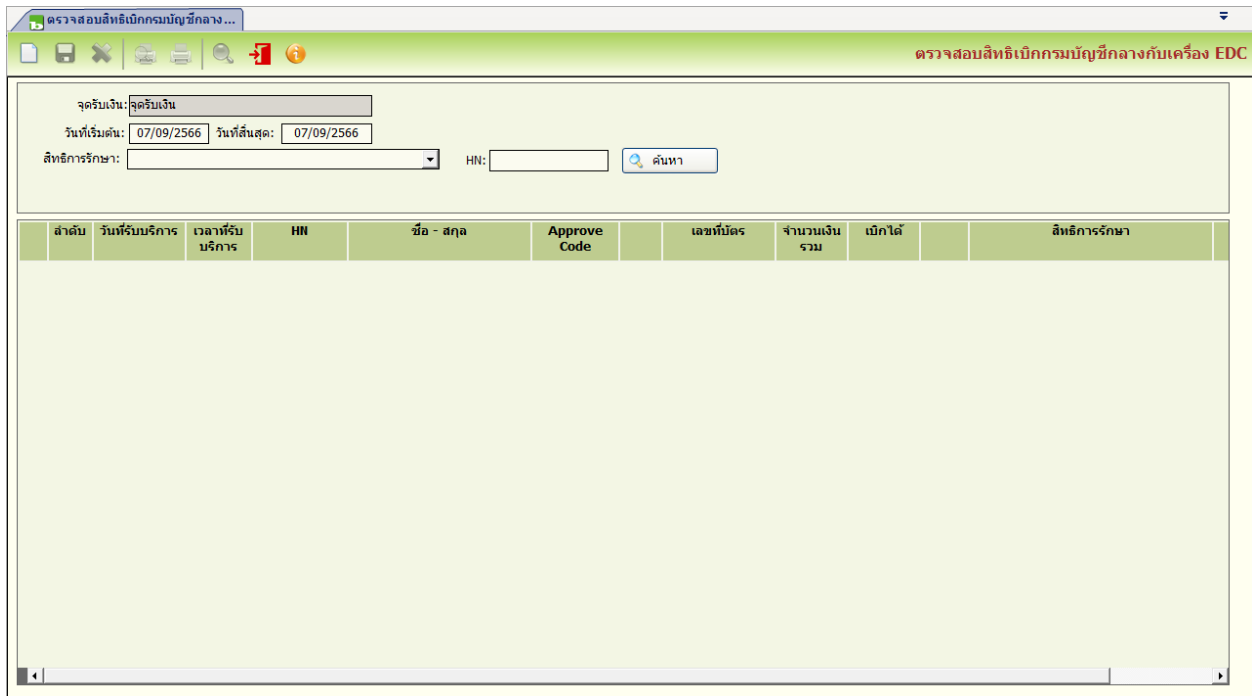 ตรวจสอบสิทธิเบิกกรมบัญชีกลาง...
ตรวจสอบสิทธิเบิกกรมบัญชีกลางกับเครื่อง EDC
จุดรับเงิน: จุดรับเงิน
วันที่เริ่มต้น: 07/09/2566 วันที่สิ้นสุด: 07/09/2566
สิทธิการรักษา: HN: ค้นหา
ลำดับ วันที่รับบริการ เวลาที่รับ HN ชื่อ - สกุล Approve เลขที่บัตร จำนวนเงิน เบิกได้ สิทธิการรักษา
บริการ Code รวม